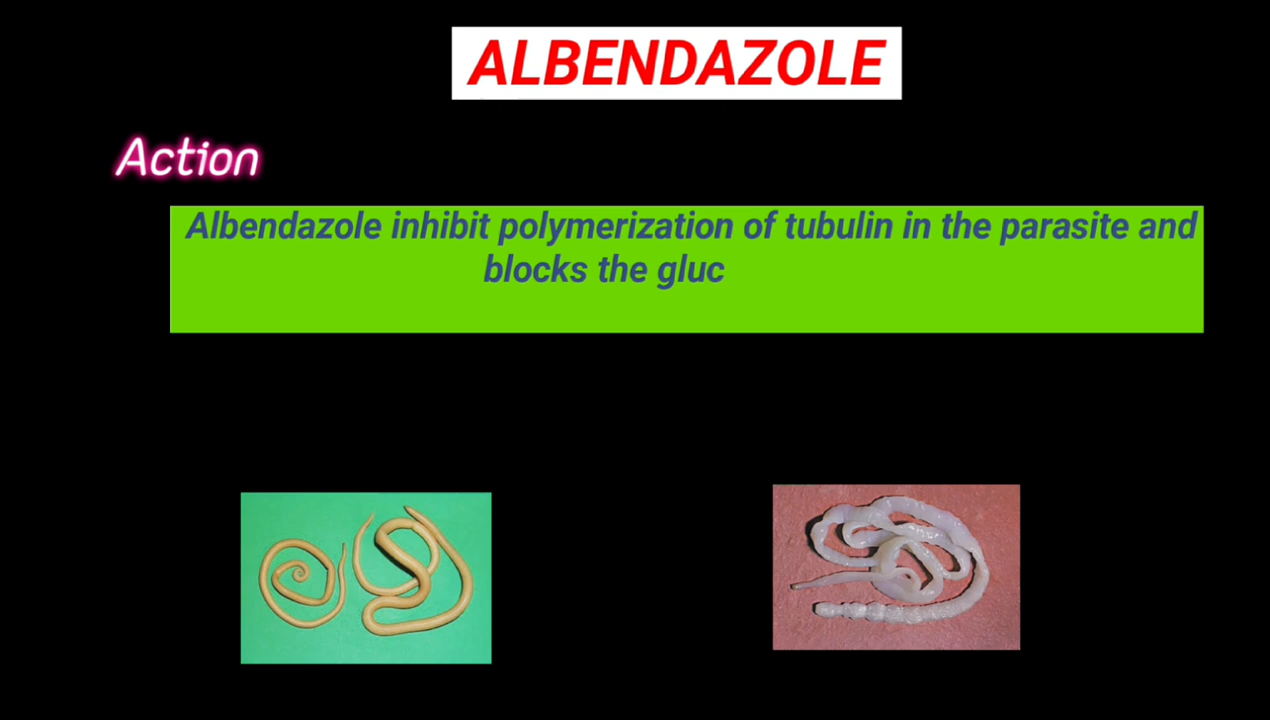 ALBENDAZOLE
Action
Albendazole inhibit polymerization of tubulin in the parasite and
blocks the gluc